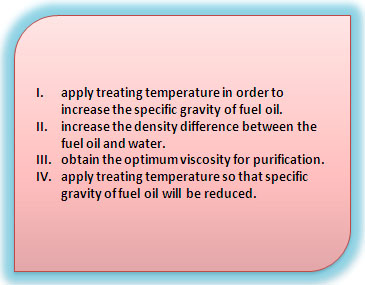 I. apply treating temperature in order to
increase the specific gravity of fuel oil.
II. increase the density difference between the
fuel oil and water.
III. obtain the optimum viscosity for purification.
IV. apply treating temperature so that specific
gravity of fuel oil will be reduced.